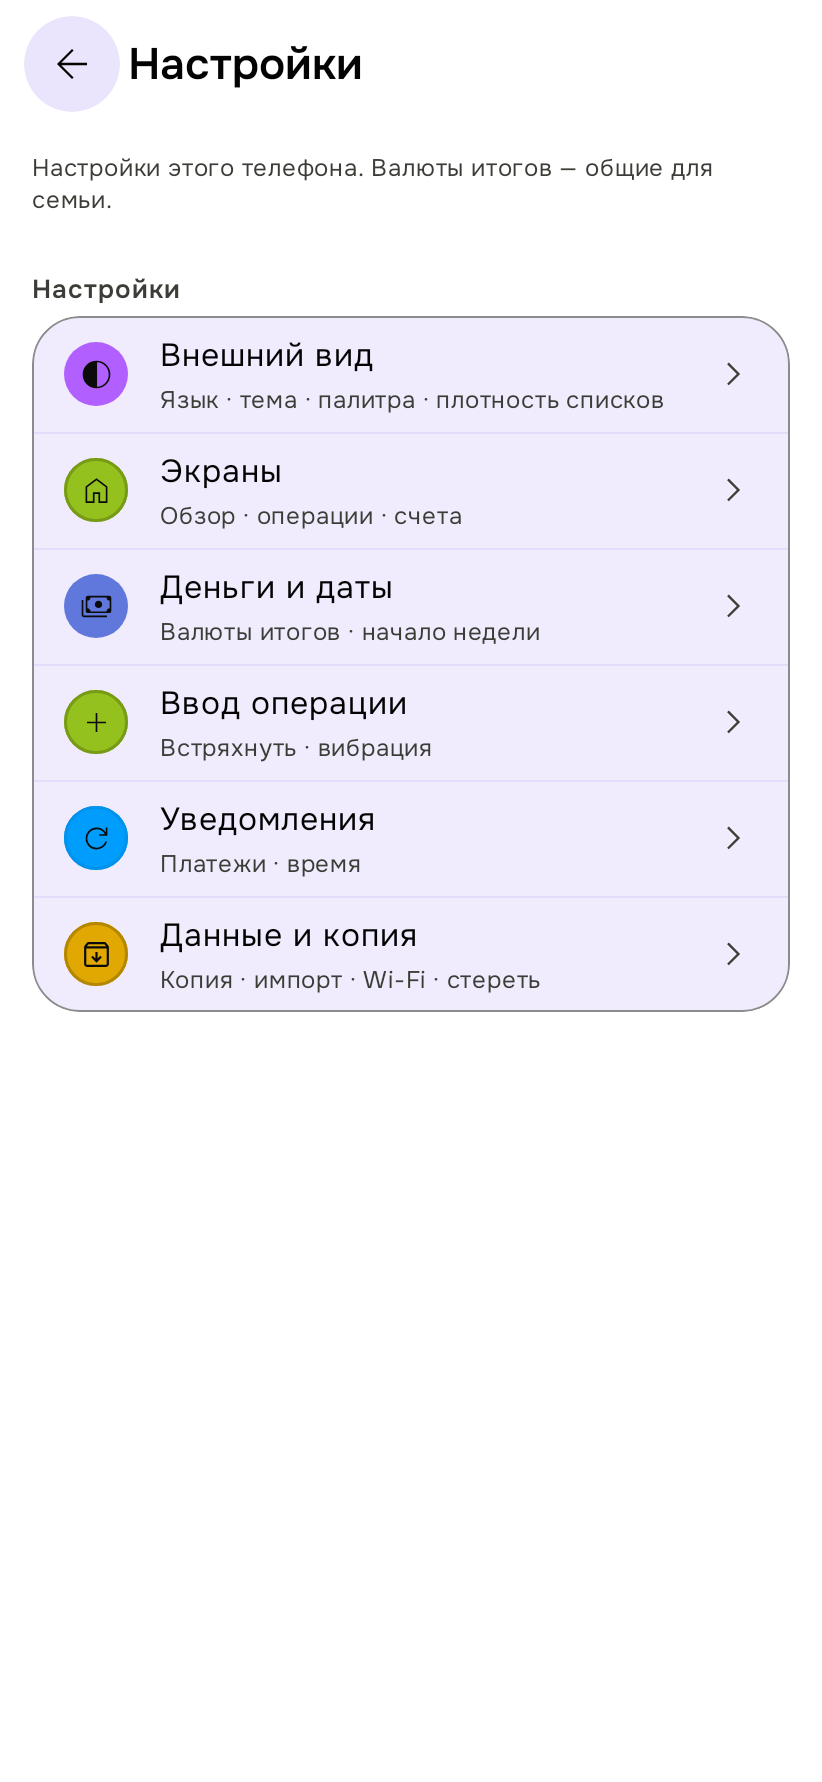 Настройки
Настройки этого телефона. Валюты итогов — общие для
семьи.
Настройки
Внешний вид
Язык · тема · палитра · плотность списков
Экраны
Обзор · операции · счета
Деньги и даты
Валюты итогов · начало недели
Ввод операции
Встряхнуть · вибрация
Уведомления
Платежи · время
Данные и копия
Копия · импорт · Wi-Fi · стереть